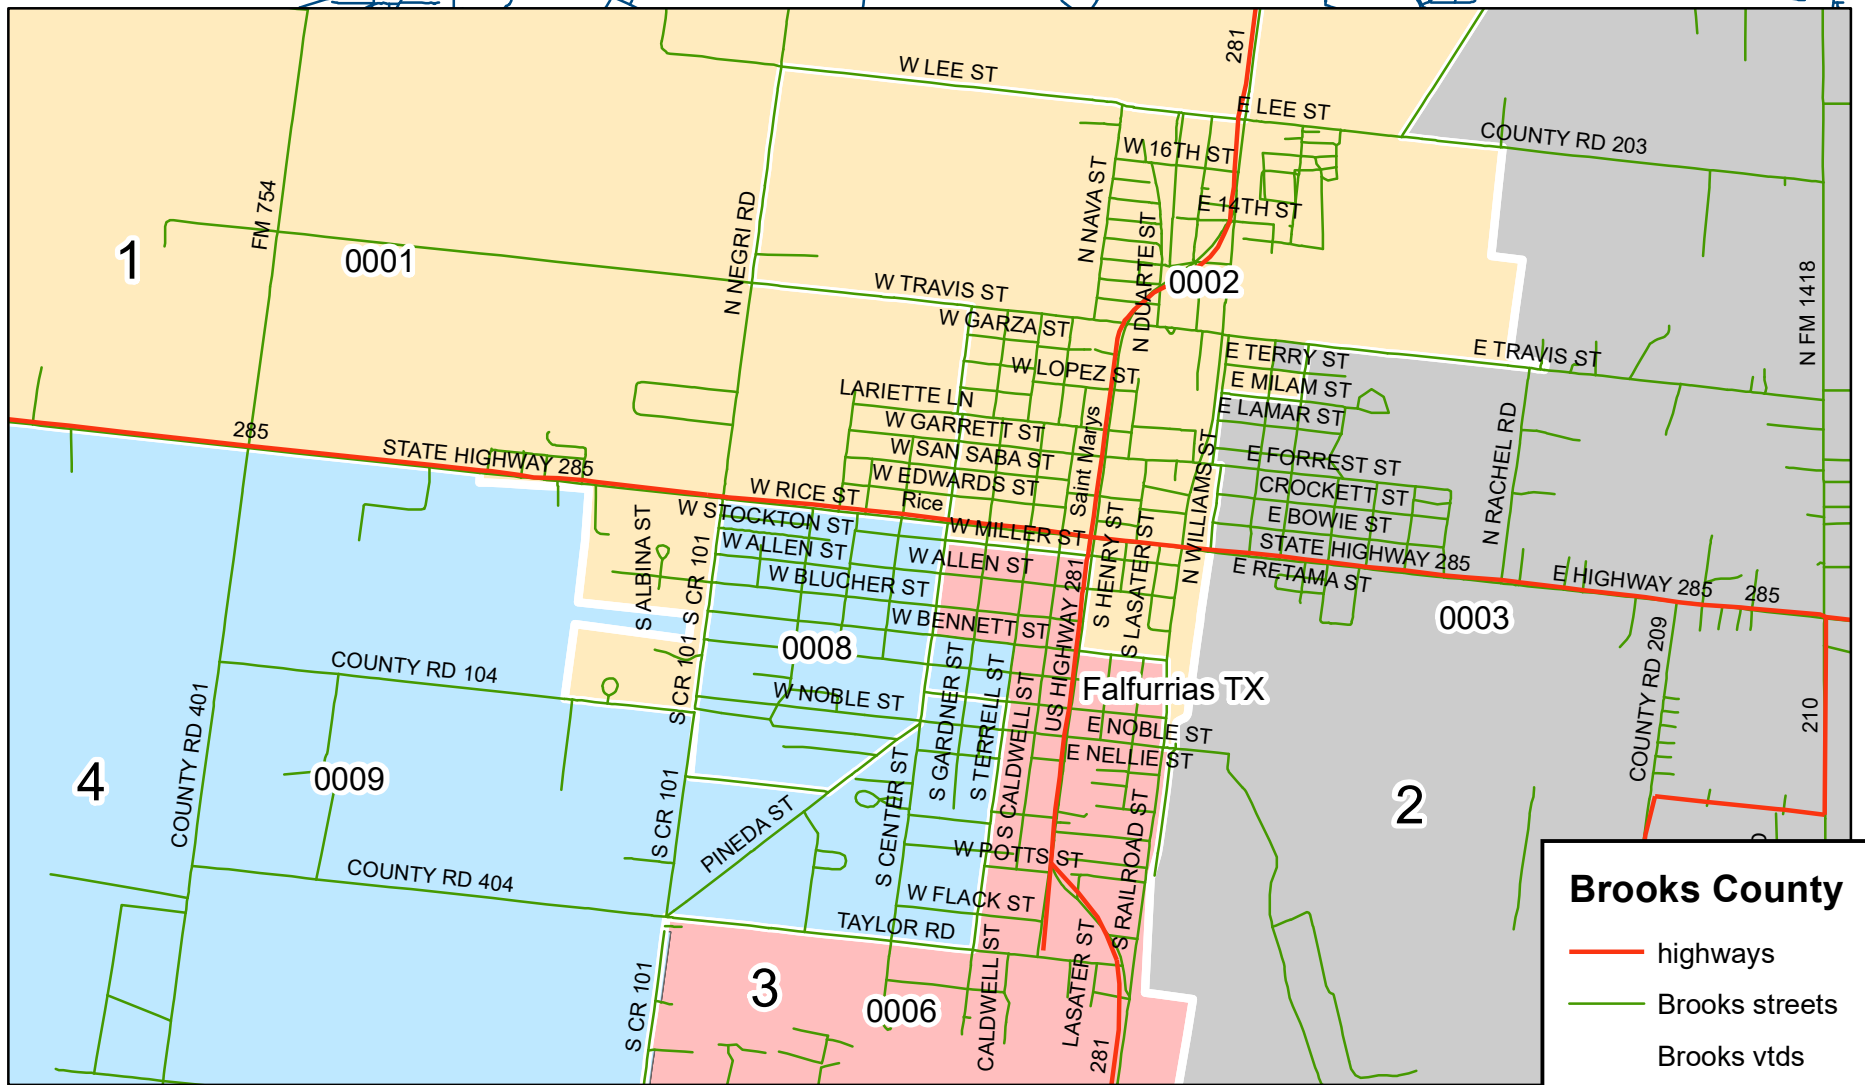 281
W LEE ST
E LEE ST
COUNTY RD 203
W 16TH ST
N NAVA ST
E 14TH ST
FM 754
N NEGRI RD
N DUARTE ST
1
0001
0002
W TRAVIS ST
W GARZA ST
N FM 1418
E TERRY ST
E TRAVIS ST
W LOPEZ ST
E MILAM ST
LARIETTE LN
E LAMAR ST
W GARRETT ST
Saint Marys
N RACHEL RD
285
STATE HIGHWAY 285
W SAN SABA ST
E FORREST ST
W EDWARDS ST
N WILLIAMS ST
CROCKETT ST
W RICE ST
Rice
E BOWIE ST
W STOCKTON ST
W MILLER ST
S ALBINA ST
S CR 101
W ALLEN ST
W ALLEN ST
S HENRY ST
S LASATER ST
STATE HIGHWAY 285
E RETAMA ST
E HIGHWAY 285
285
W BLUCHER ST
281
W BENNETT ST
0003
0008
COUNTY RD 104
S CR 101
S GARDNER ST
S TERRELL ST
US HIGHWAY
Falfurrias TX
COUNTY RD 209
210
W NOBLE ST
S CALDWELL ST
E NOBLE ST
E NELLIE ST
COUNTY RD 401
4
0009
S CR 101
PINEDA ST
S CENTER ST
S CALDWELL ST
S RAILROAD ST
2
W POTTS ST
COUNTY RD 404
W FLACK ST
TAYLOR RD
3
0006
S CR 101
CALDWELL ST
LASATER ST
281
Brooks County
highways
Brooks streets
Brooks vtds